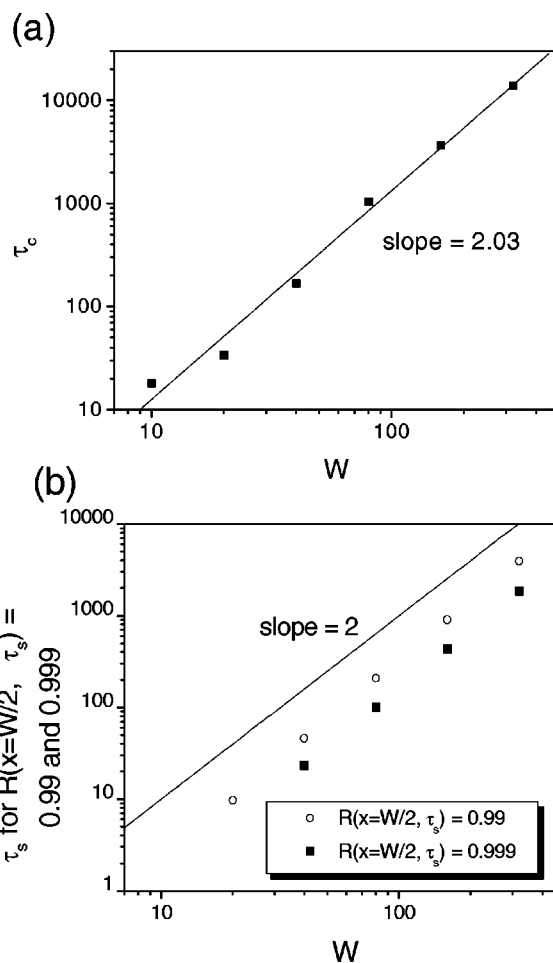 (a)
10000
1000
100
10
τc
slope = 2.03
10
100
W
(b)
10000
1000
100
10
1
τs for R(x=W/2, τs) =
0.99 and 0.999
slope = 2
R(x=W/2, τs) = 0.99
R(x=W/2, τs) = 0.999
10
100
W